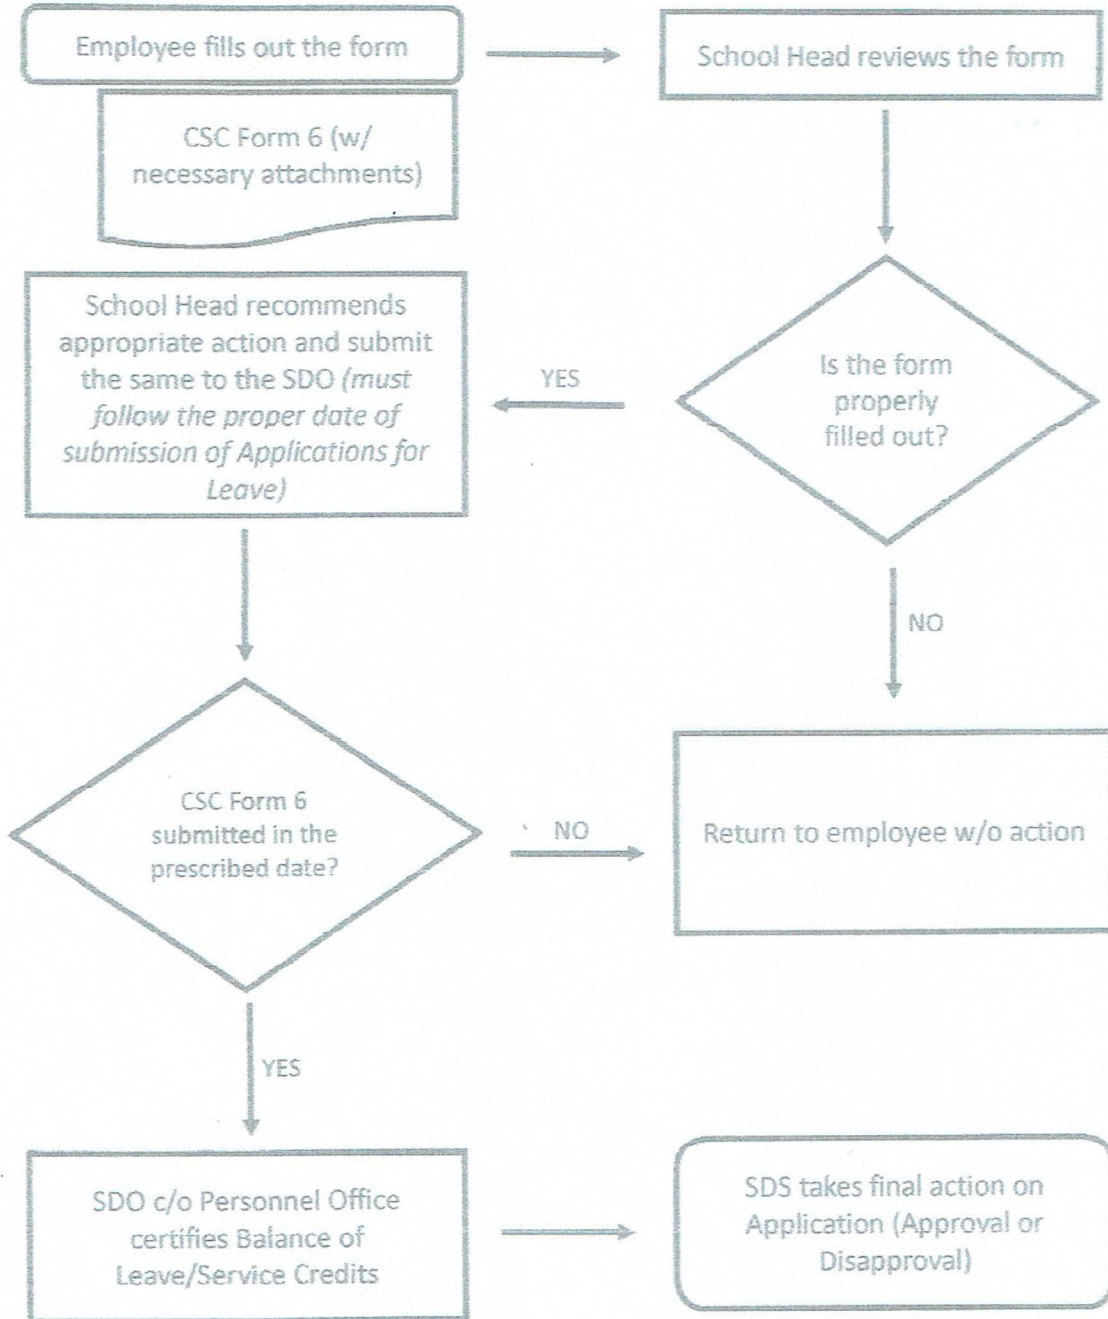 Employee fills out the form
School Head reviews the form
CSC Form 6 (w/
necessary attachments)
School Head recommends
appropriate action and submit
the same to the SDO (must
follow the proper date of
submission of Applications for
Leave)
YES
Is the form
properly
filled out?
NO
CSC Form 6
submitted in the
prescribed date?
NO
Return to employee w/o action
YES
SDO c/o Personnel Office
certifies Balance of
Leave/Service Credits
SDS takes final action on
Application (Approval or
Disapproval)